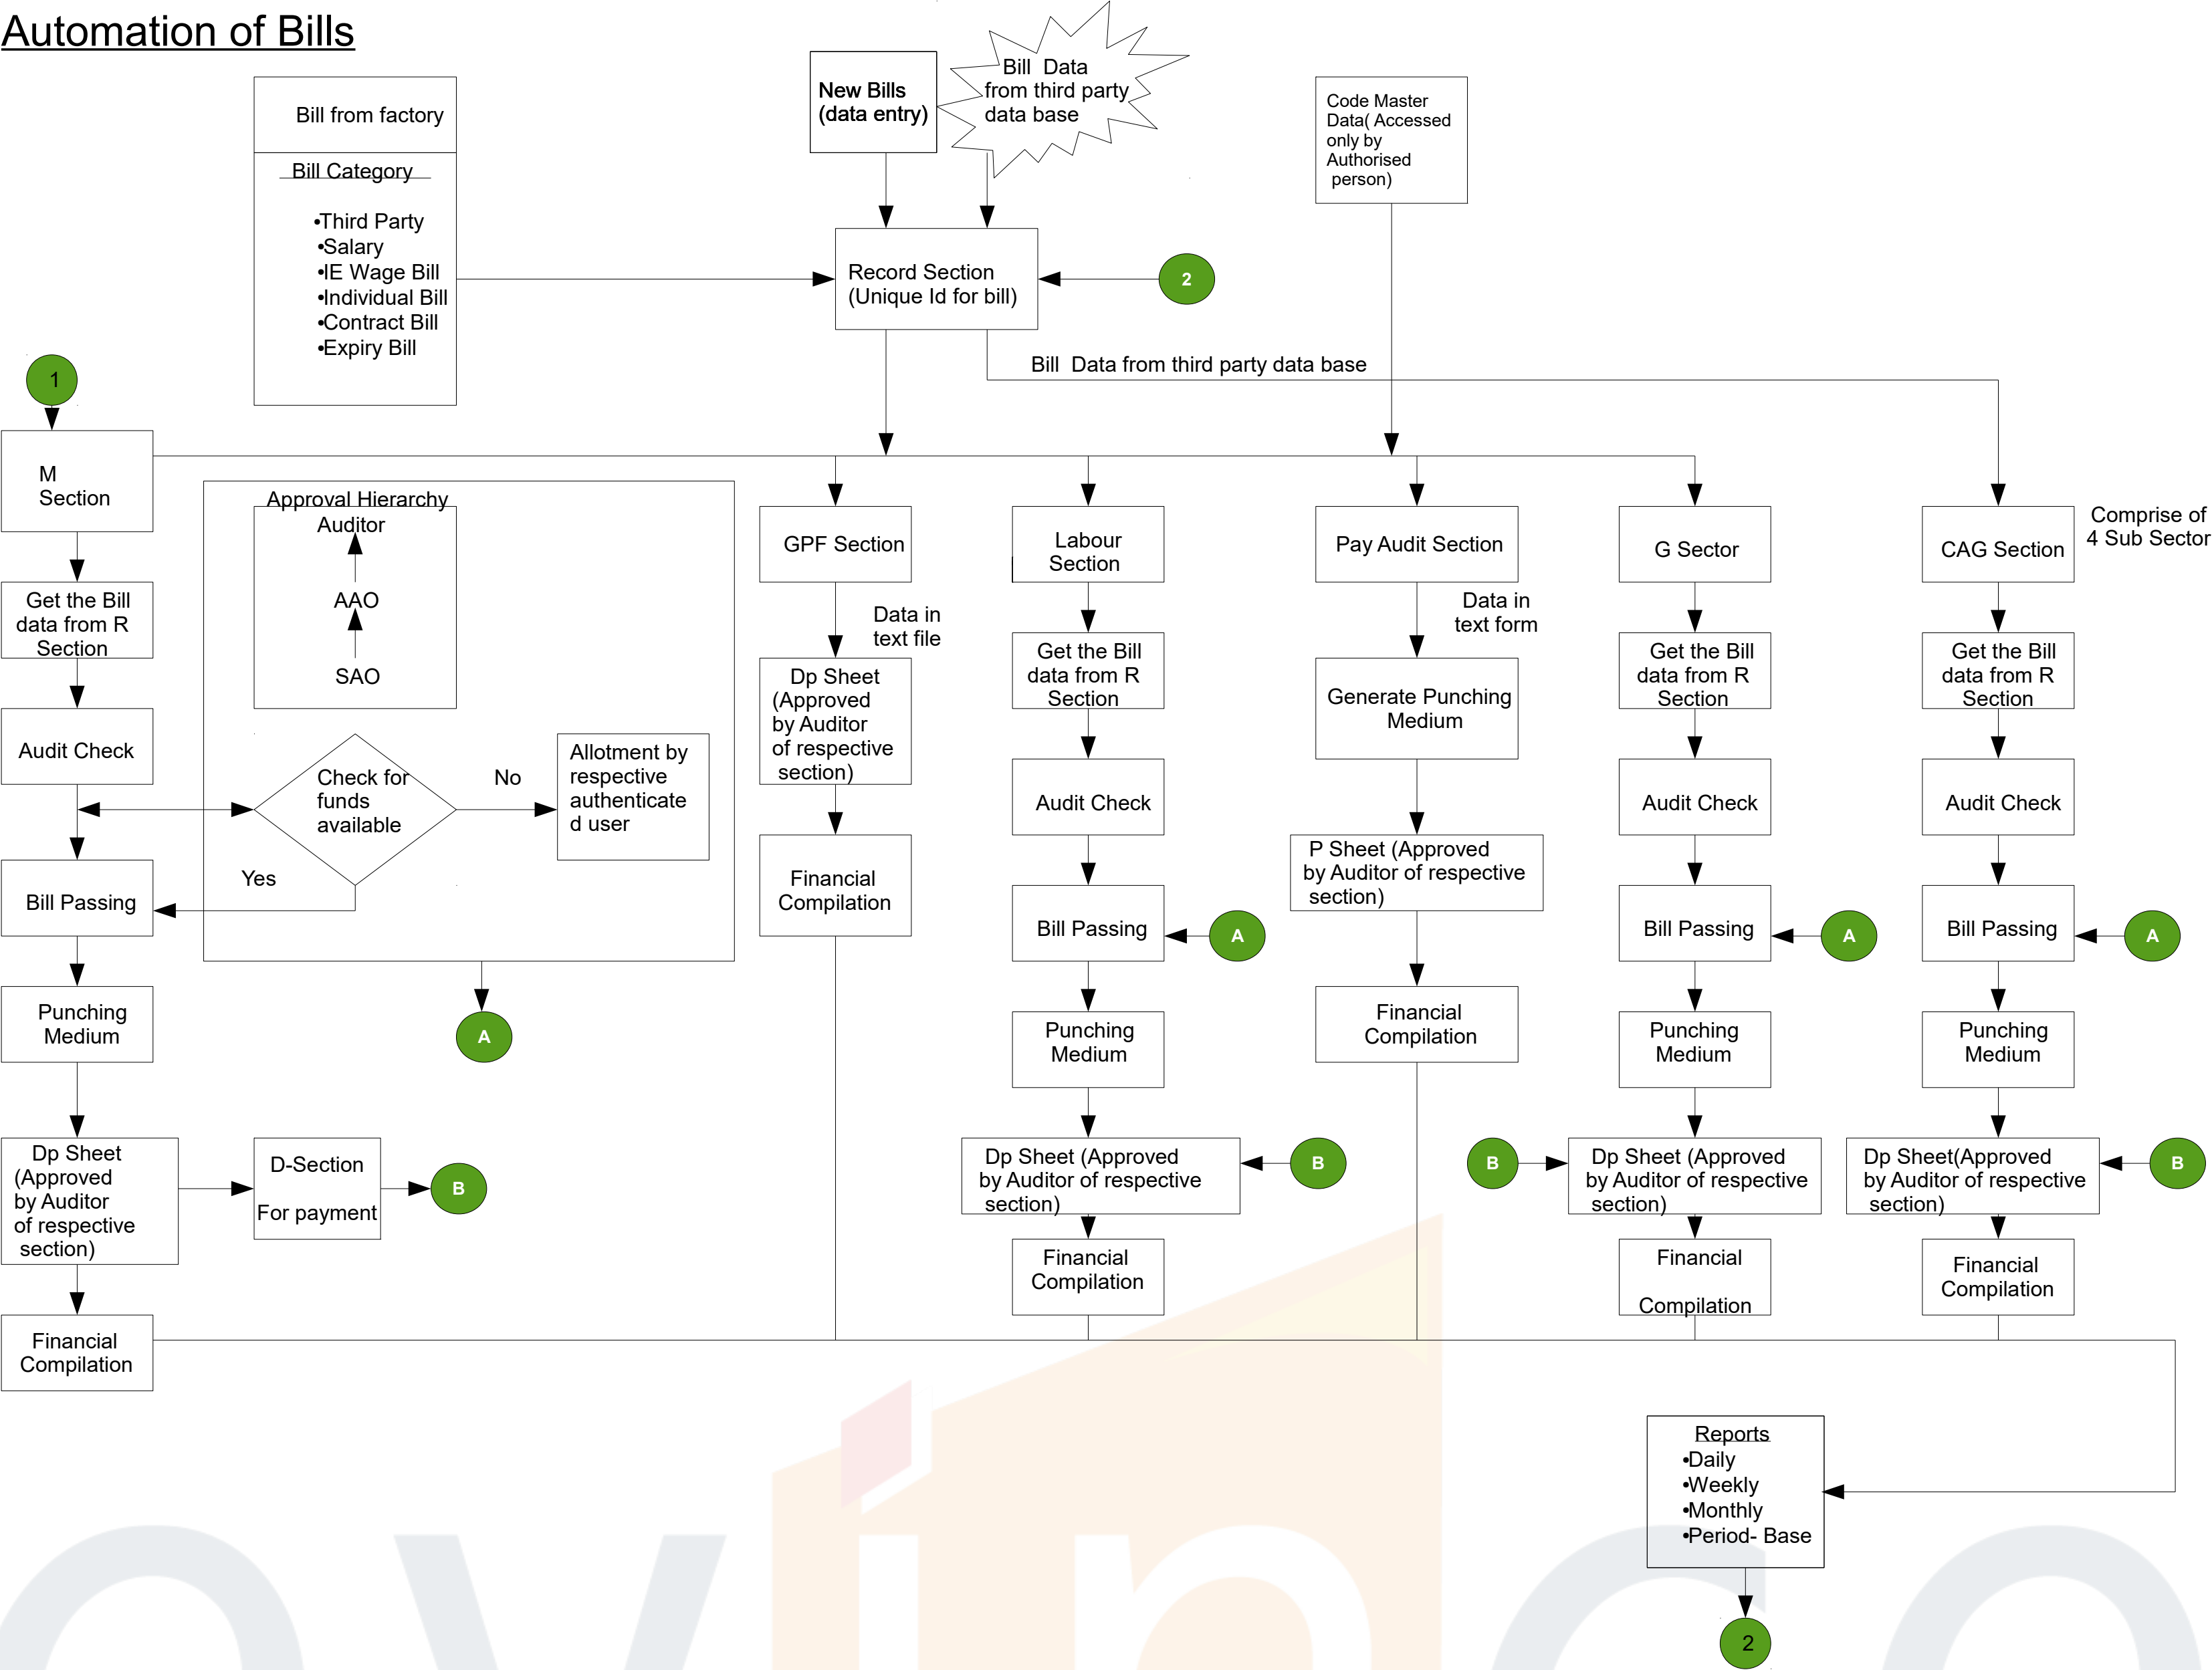 Automation of Bills
Bill from factory
Bill Category
•Third Party
•Salary
•IE Wage Bill
•Individual Bill
•Contract Bill
•Expiry Bill
New Bills
(data entry)
Bill Data
from third party
data base
Code Master
Data( Accessed
only by
Authorised
person)
Record Section
(Unique Id for bill)
2
Bill Data from third party data base
1
M
Section
Get the Bill
data from R
Section
Audit Check
Bill Passing
Punching
Medium
Dp Sheet
(Approved
by Auditor
of respective
section)
D-Section
For payment
B
Financial
Compilation
Approval Hierarchy
Auditor
AAO
SAO
Check for
funds
available
No
Allotment by
respective
authenticate
d user
Yes
A
GPF Section
Data in
text file
Dp Sheet
(Approved
by Auditor
of respective
section)
Financial
Compilation
Labour
Section
Get the Bill
data from R
Section
Audit Check
Bill Passing
A
Punching
Medium
Dp Sheet (Approved
by Auditor of respective
section)
B
Financial
Compilation
Pay Audit Section
Data in
text form
Generate Punching
Medium
P Sheet (Approved
by Auditor of respective
section)
Financial
Compilation
G Sector
Get the Bill
data from R
Section
Audit Check
Bill Passing
A
Punching
Medium
B
Dp Sheet (Approved
by Auditor of respective
section)
Financial
Compilation
CAG Section
Comprise of
4 Sub Sector
Get the Bill
data from R
Section
Audit Check
Bill Passing
A
Punching
Medium
Dp Sheet(Approved
by Auditor of respective
section)
B
Financial
Compilation
Reports
•Daily
•Weekly
•Monthly
•Period- Base
2